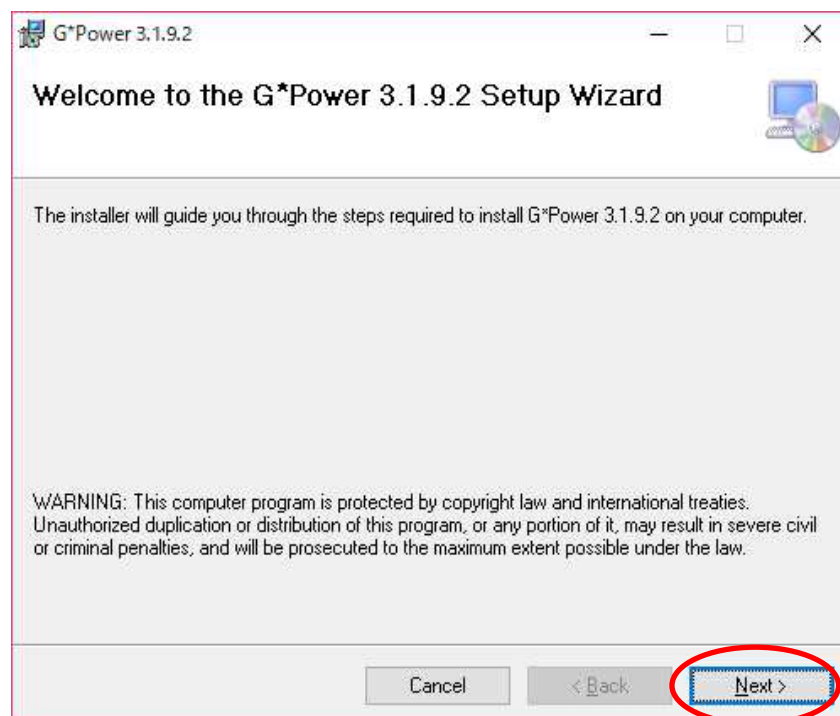 G*Power 3.1.9.2
Welcome to the G*Power 3.1.9.2 Setup Wizard
The installer will guide you through the steps required to install G*Power 3.1.9.2 on your computer.
WARNING: This computer program is protected by copyright law and international treaties.
Unauthorized duplication or distribution of this program, or any portion of it, may result in severe civil
or criminal penalties, and will be prosecuted to the maximum extent possible under the law.
Cancel < Back Next >